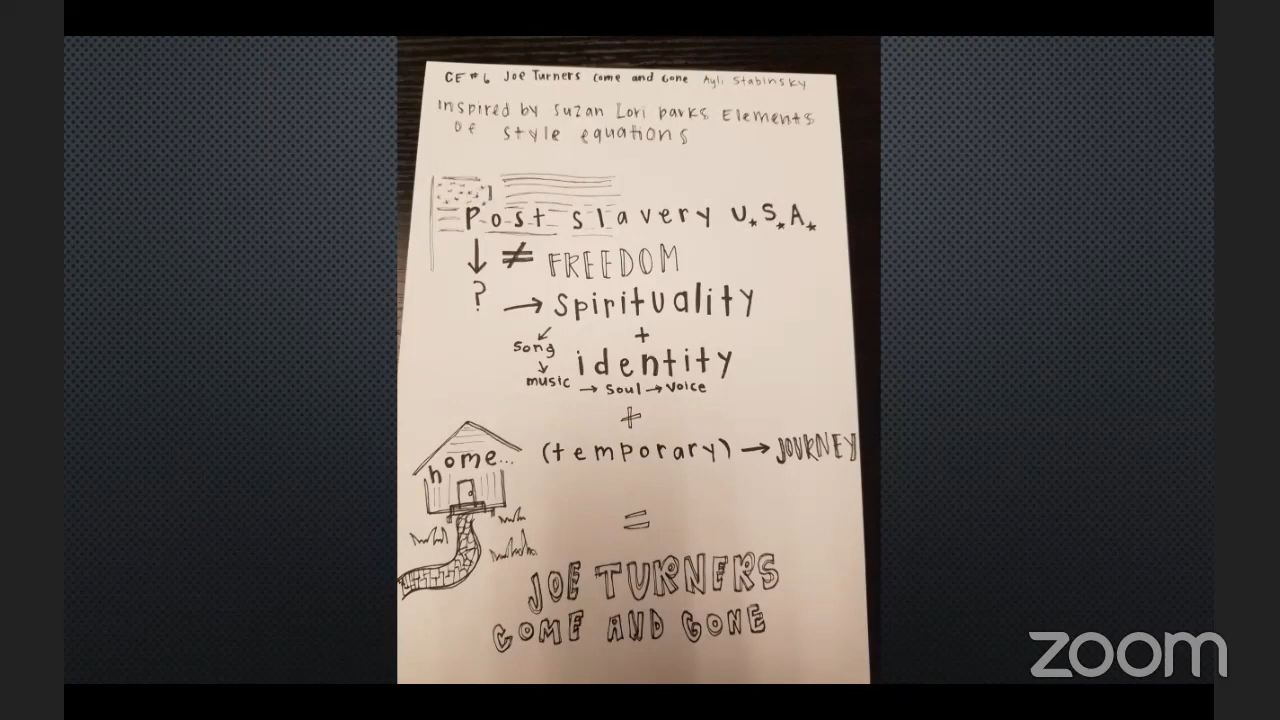 CE #6 Joe Turners Come and Gone Ayli Stabinsky
Inspired by Suzan Lori Parks Elements
Of Style equations
Post slavery U.S.A.
↓ ≠ FREEDOM
? → spirituality
+
song
identity
music → soul → voice
+
home...
(temporary) → JOURNEY
=
JOE TURNERS
COME AND GONE
zoom